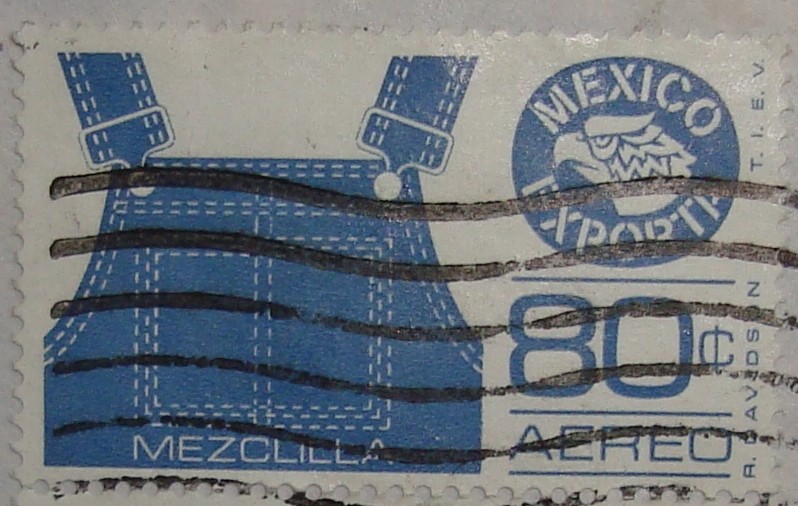 MEXICO
EXPORTA
80¢
AEREO
MEZCLILLA
T. I. E. V.
R. DAVIDSON